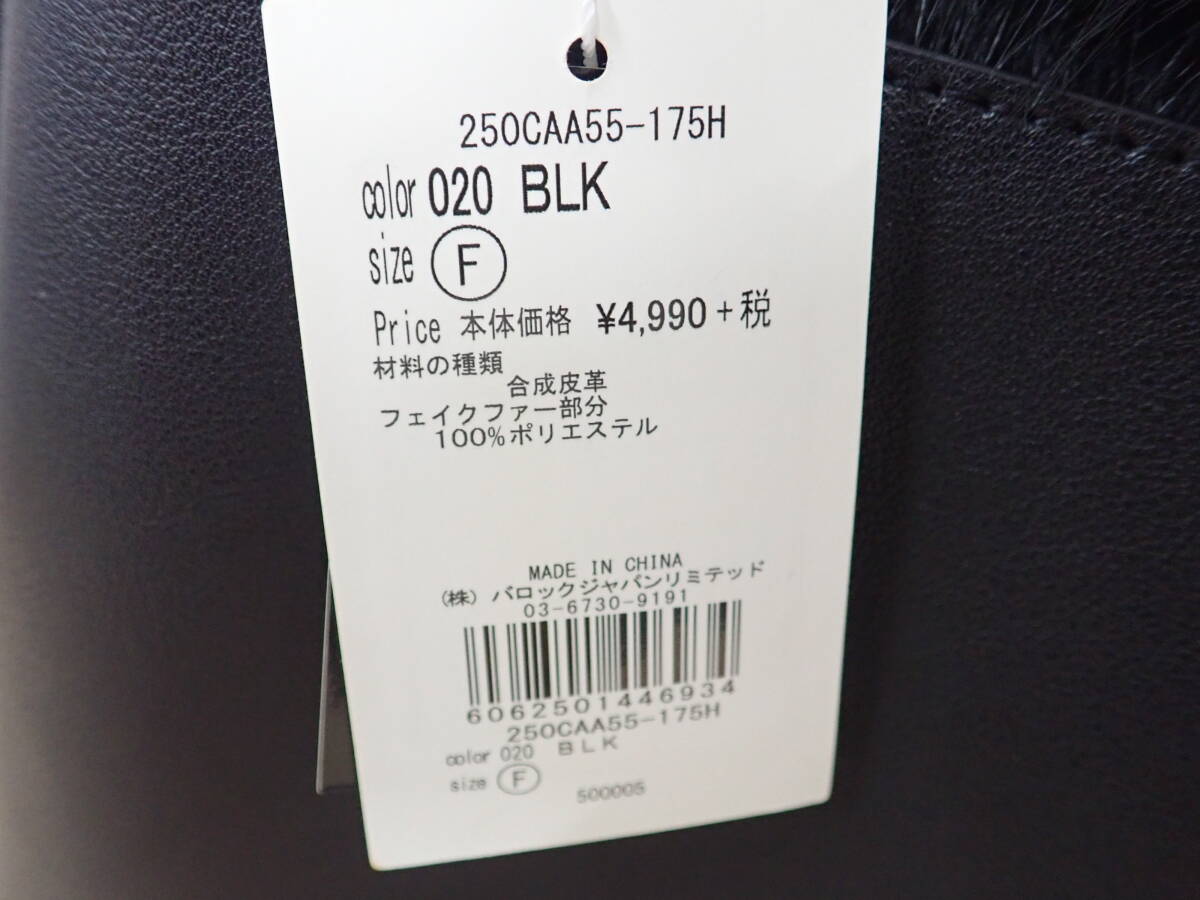 250CAA55-175H
color 020 BLK
size F
Price 本体価格 ¥4,990 +税
材料の種類
合成皮革
フェイクファー部分
100%ポリエステル
MADE IN CHINA
(株) バロックジャパンリミテッド
03-6730-9191
6062501446934
250CAA55-175H
color 020 BLK
size F
500005